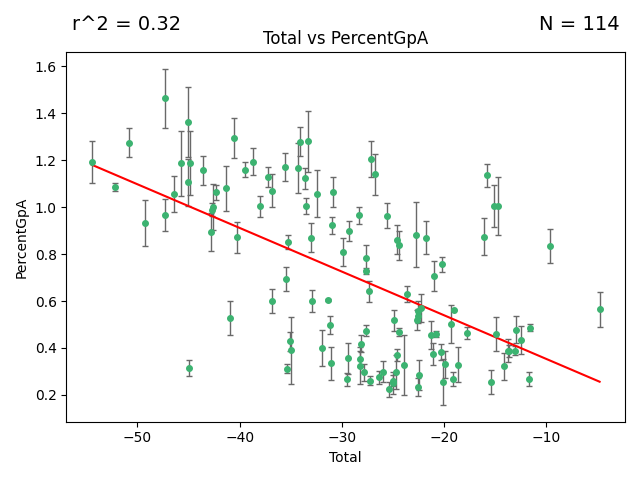 r^2 = 0.32
N = 114
Total vs PercentGpA
PercentGpA
1.6
1.4
1.2
1.0
0.8
0.6
0.4
0.2
−50
−40
−30
−20
−10
Total